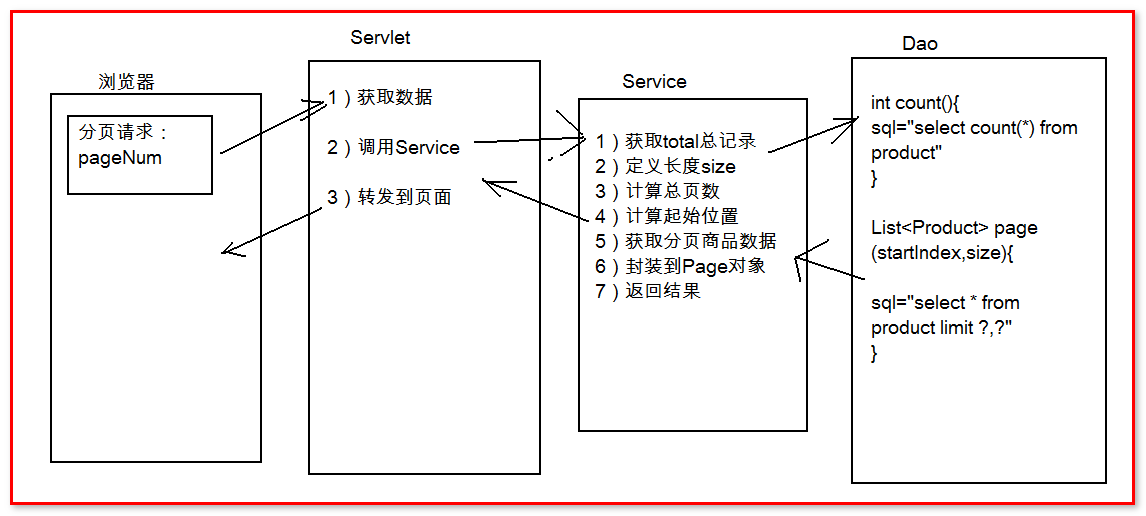 浏览器
分页请求：
pageNum
Servlet
1）获取数据
2）调用Service
3）转发到页面
Service
1）获取total总记录
2）定义长度size
3）计算总页数
4）计算起始位置
5）获取分页商品数据
6）封装到Page对象
7）返回结果
Dao
int count(){
sql="select count(*) from
product"
}
List<Product> page
(startIndex,size){
sql="select * from
product limit ?,?"
}